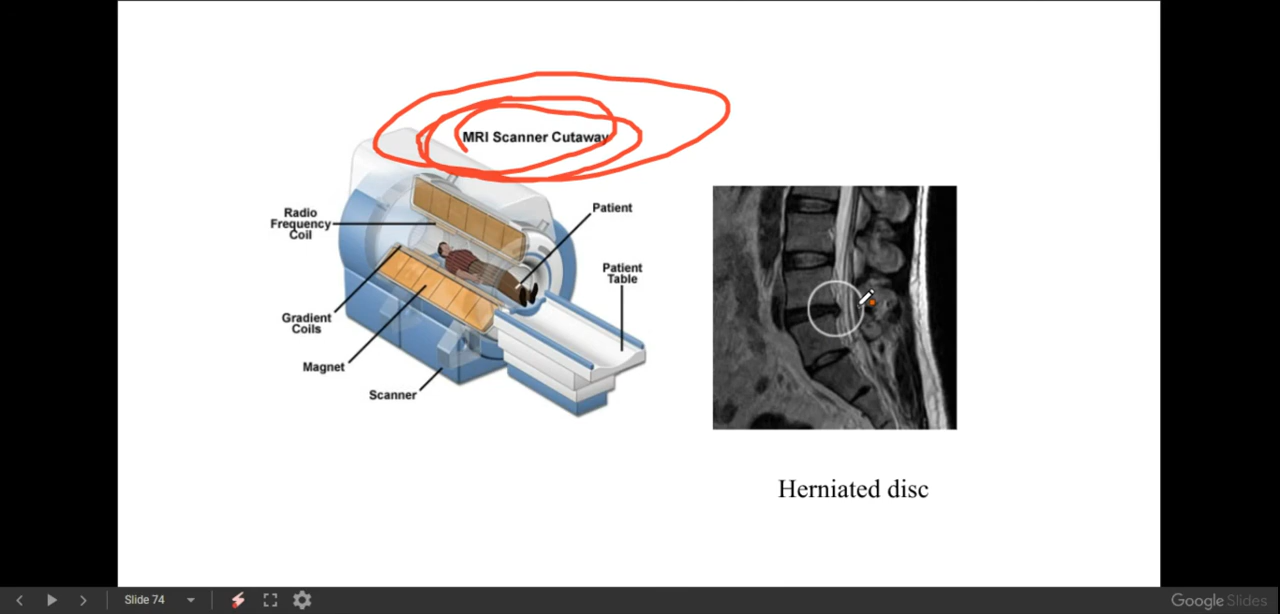 MRI Scanner Cutaway
Radio
Frequency
Coil
Patient
Patient
Table
Gradient
Coils
Magnet
Scanner
Herniated disc
Slide 74
Google Slides